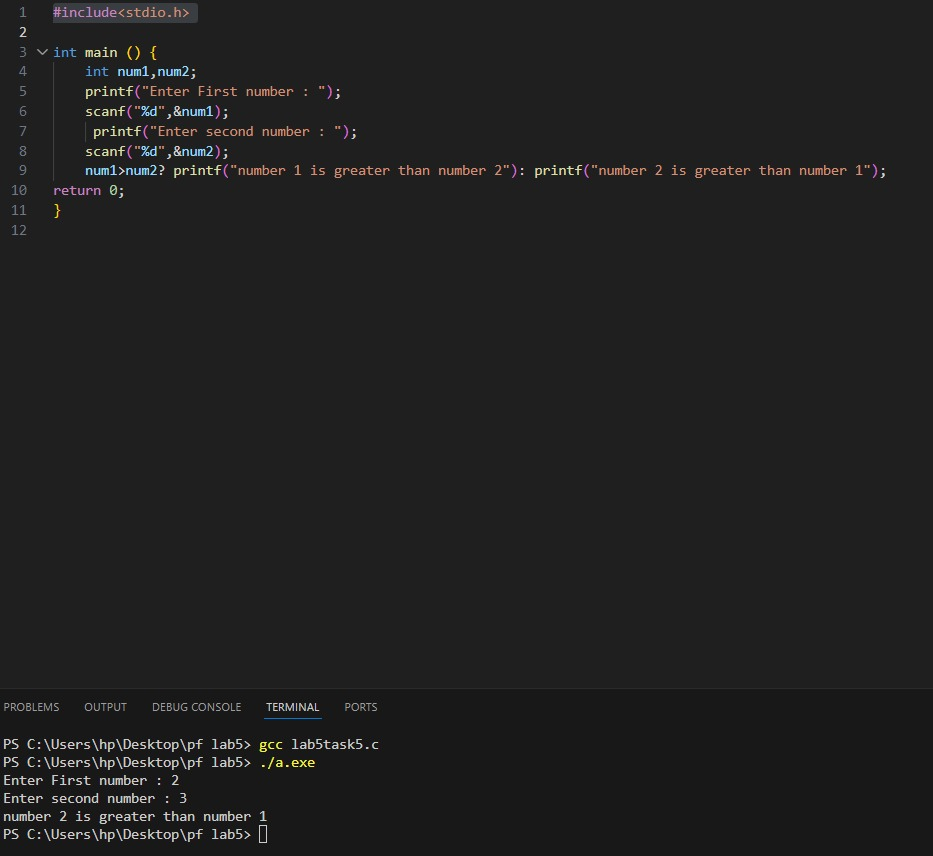 1 #include<stdio.h>
2
3 int main () {
4 int num1,num2;
5 printf("Enter First number : ");
6 scanf("%d",&num1);
7 printf("Enter second number : ");
8 scanf("%d",&num2);
9 num1>num2? printf("number 1 is greater than number 2"): printf("number 2 is greater than number 1");
10 return 0;
11 }
12
PROBLEMS OUTPUT DEBUG CONSOLE TERMINAL PORTS
PS C:\Users\hp\Desktop\pf lab5> gcc lab5task5.c
PS C:\Users\hp\Desktop\pf lab5> ./a.exe
Enter First number : 2
Enter second number : 3
number 2 is greater than number 1
PS C:\Users\hp\Desktop\pf lab5>